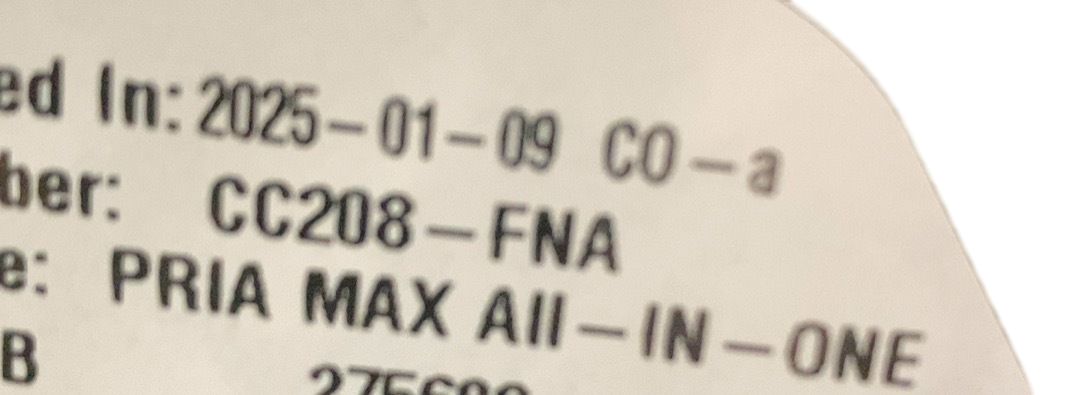 ed In: 2025-01-09 CO-a
ber: CC208-FNA
e: PRIA MAX All-IN-ONE
B